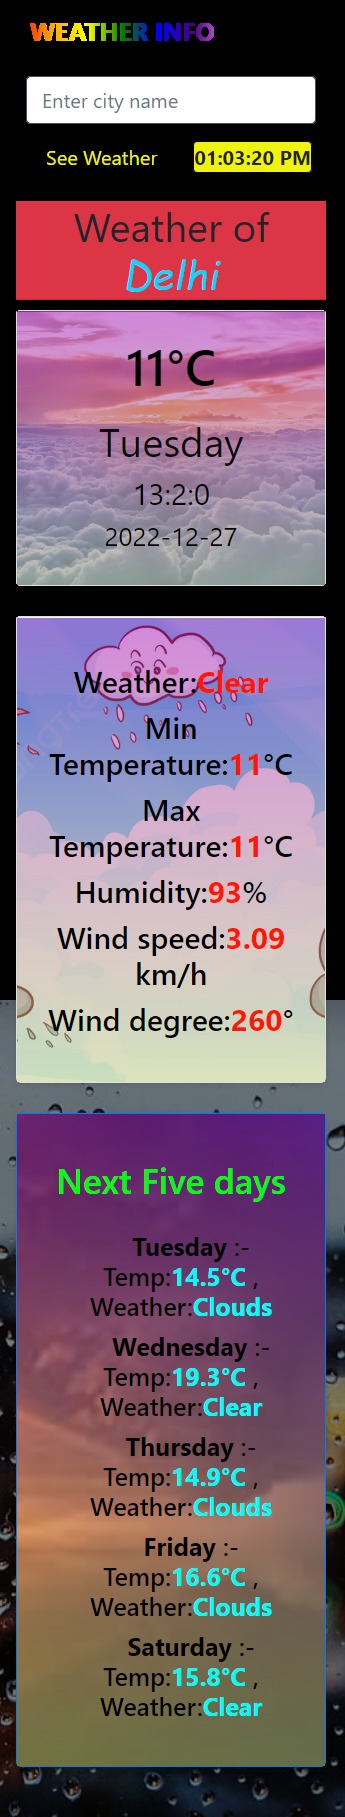 WEATHER INFO
Enter city name
See Weather 01:03:20 PM
Weather of
Delhi
11°C
Tuesday
13:2:0
2022-12-27
Weather:Clear
Min
Temperature:11°C
Max
Temperature:11°C
Humidity:93%
Wind speed:3.09
km/h
Wind degree:260°
Next Five days
Tuesday :-
Temp:14.5°C ,
Weather:Clouds
Wednesday :-
Temp:19.3°C ,
Weather:Clear
Thursday :-
Temp:14.9°C ,
Weather:Clouds
Friday :-
Temp:16.6°C ,
Weather:Clouds
Saturday :-
Temp:15.8°C ,
Weather:Clear